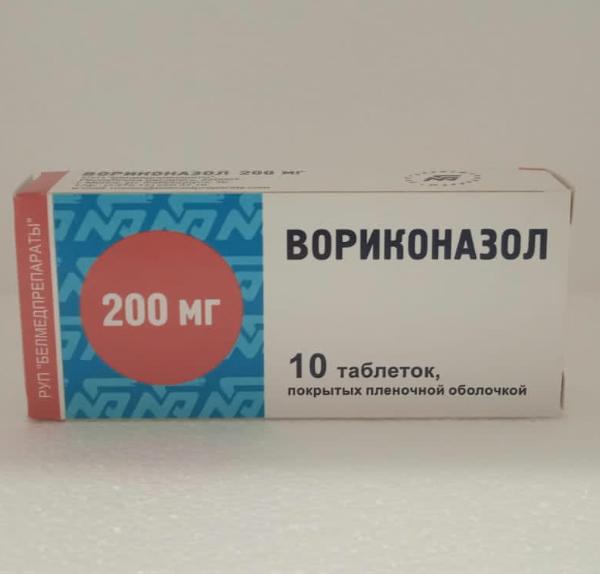 ВОРИКОНАЗОЛ 200 мг
РУП "БЕЛМЕДПРЕПАРАТЫ"
200 мг
ВОРИКОНАЗОЛ
10 таблеток,
покрытых пленочной оболочкой